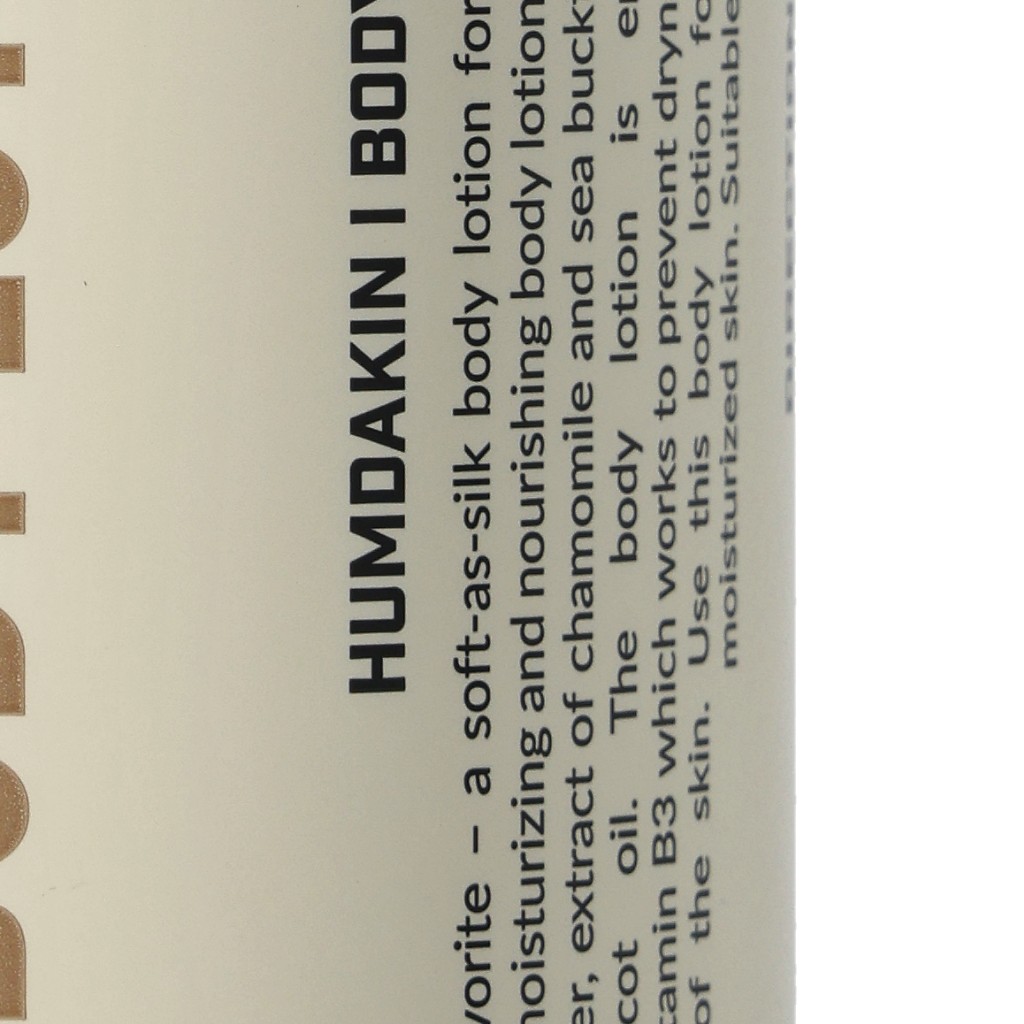 HUMDAKIN | BODY
vorite – a soft-as-silk body lotion for
noisturizing and nourishing body lotion
er, extract of chamomile and sea buck
cot oil. The body lotion is e
tamin B3 which works to prevent dryn
of the skin. Use this body lotion fo
moisturized skin. Suitable